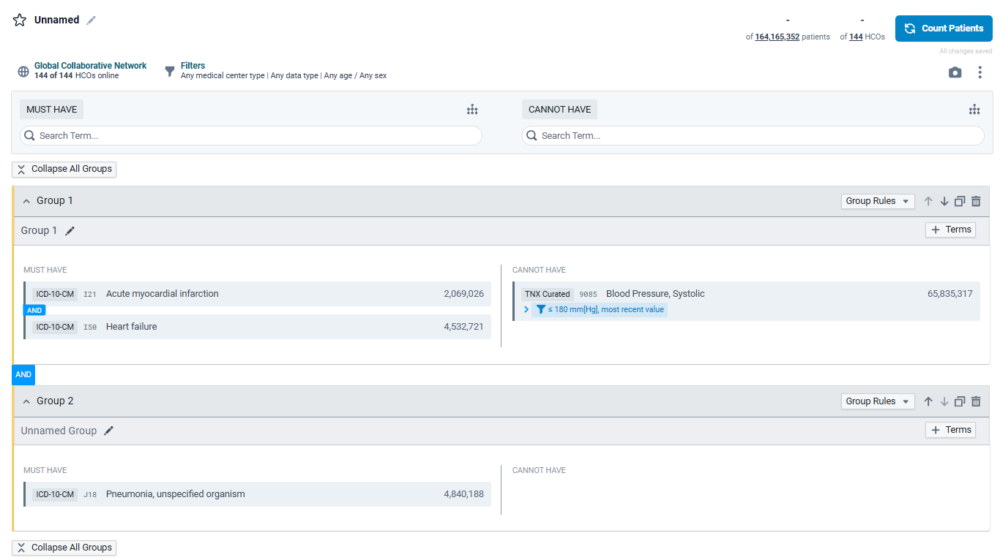 Unnamed
- -
of 164,165,352 patients of 144 HCOs
Count Patients
All changes saved
Global Collaborative Network
144 of 144 HCOs online
Filters
Any medical center type | Any data type | Any age / Any sex
MUST HAVE
Search Term...
CANNOT HAVE
Search Term...
Collapse All Groups
Group 1
Group Rules
Group 1
Terms
MUST HAVE
ICD-10-CM I21 Acute myocardial infarction 2,069,026
AND
ICD-10-CM I50 Heart failure 4,532,721
CANNOT HAVE
TNX Curated 9085 Blood Pressure, Systolic 65,835,317
≤ 180 mm[Hg], most recent value
AND
Group 2
Group Rules
Unnamed Group
Terms
MUST HAVE
ICD-10-CM J18 Pneumonia, unspecified organism 4,840,188
CANNOT HAVE
Collapse All Groups